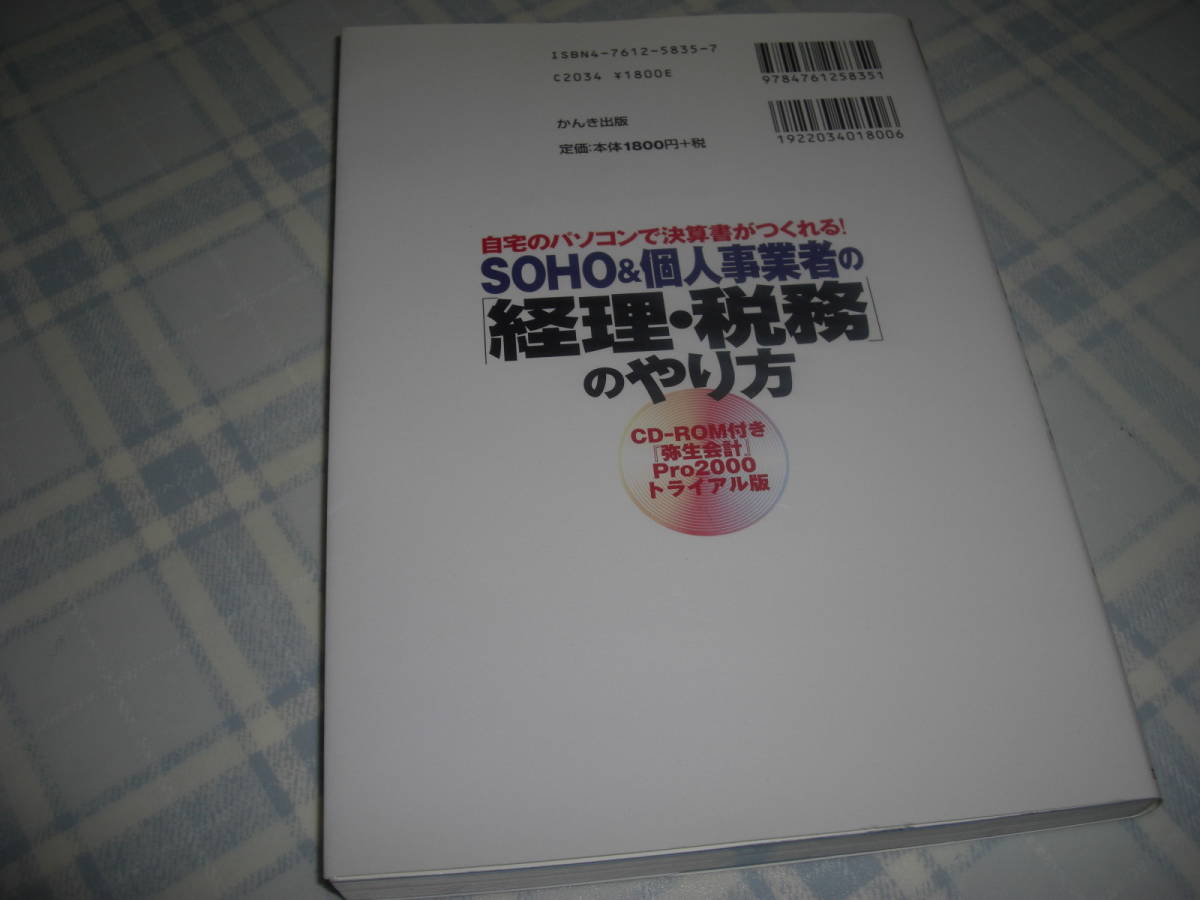 ISBN4-7612-5835-7
C2034 ¥1800E
9784761258351
かんき出版
定価:本体1800円+税
1922034018006
自宅のパソコンで決算書がつくれる!
SOHO&個人事業者の
[経理・税務]
のやり方
CD-ROM付き
『弥生会計』
Pro2000
トライアル版